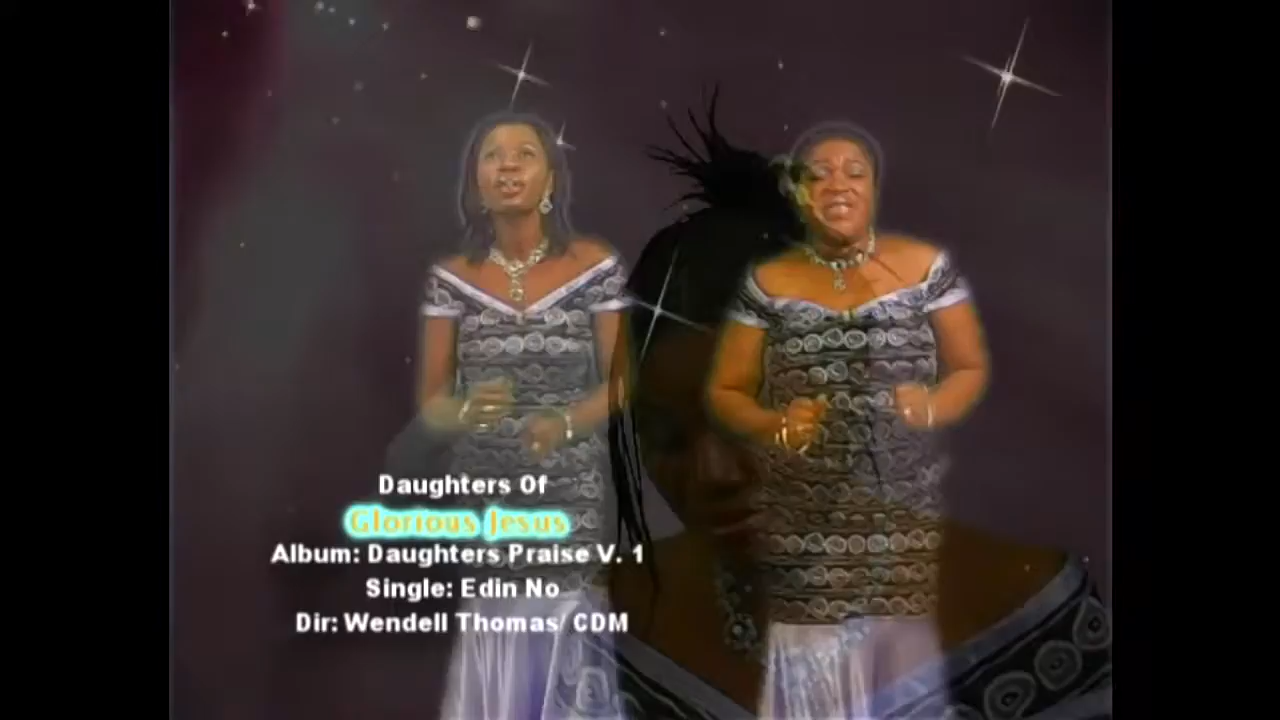 Daughters Of
Glorious Jesus
Album: Daughters Praise V. 1
Single: Edin No
Dir: Wendell Thomas/ CDM